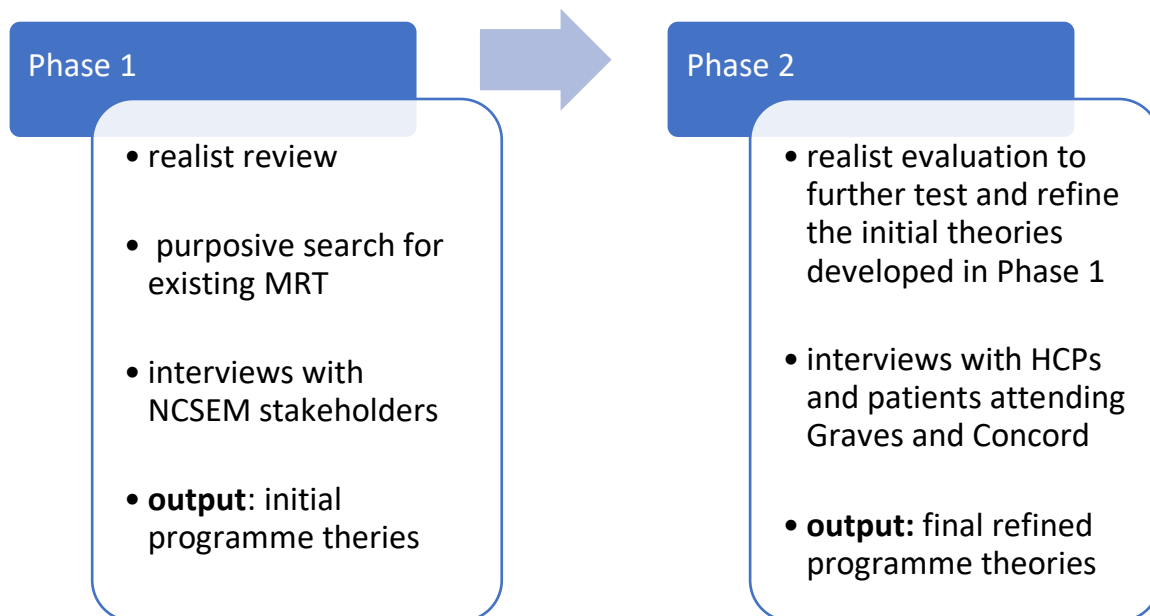 Phase 1
• realist review
• purposive search for
existing MRT
• interviews with
NCSEM stakeholders
• output: initial
programme theries
Phase 2
• realist evaluation to
further test and refine
the initial theories
developed in Phase 1
• interviews with HCPs
and patients attending
Graves and Concord
• output: final refined
programme theories